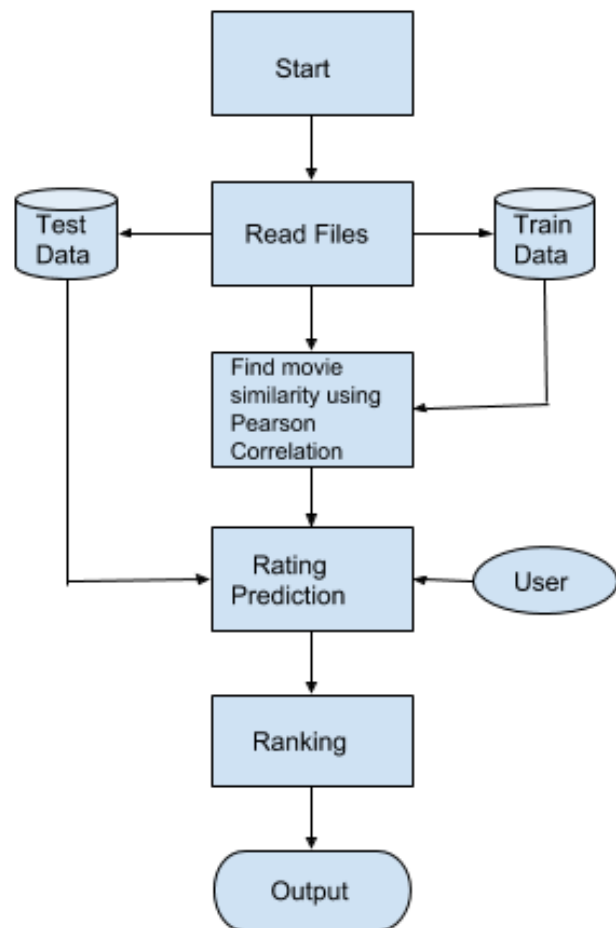 Start
Test
Data
Read Files
Train
Data
Find movie
similarity using
Pearson
Correlation
Rating
Prediction
User
Ranking
Output